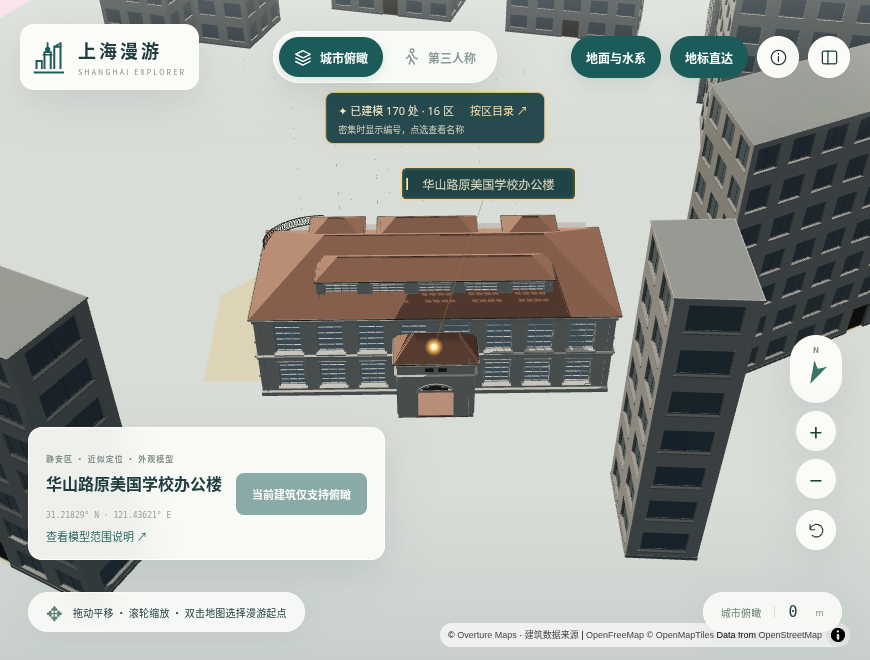 上海漫游
SHANGHAI EXPLORER
城市俯瞰
第三人称
地面与水系
地标直达
✦ 已建模 170 处 · 16 区 按区目录 ↗
密集时显示编号，点选查看名称
华山路原美国学校办公楼
N
静安区 · 近似定位 · 外观模型
华山路原美国学校办公楼
当前建筑仅支持俯瞰
31.21829° N · 121.43621° E
查看模型范围说明 ↗
拖动平移 · 滚轮缩放 · 双击地图选择漫游起点
城市俯瞰 0 m
© Overture Maps · 建筑数据来源 | OpenFreeMap © OpenMapTiles Data from OpenStreetMap